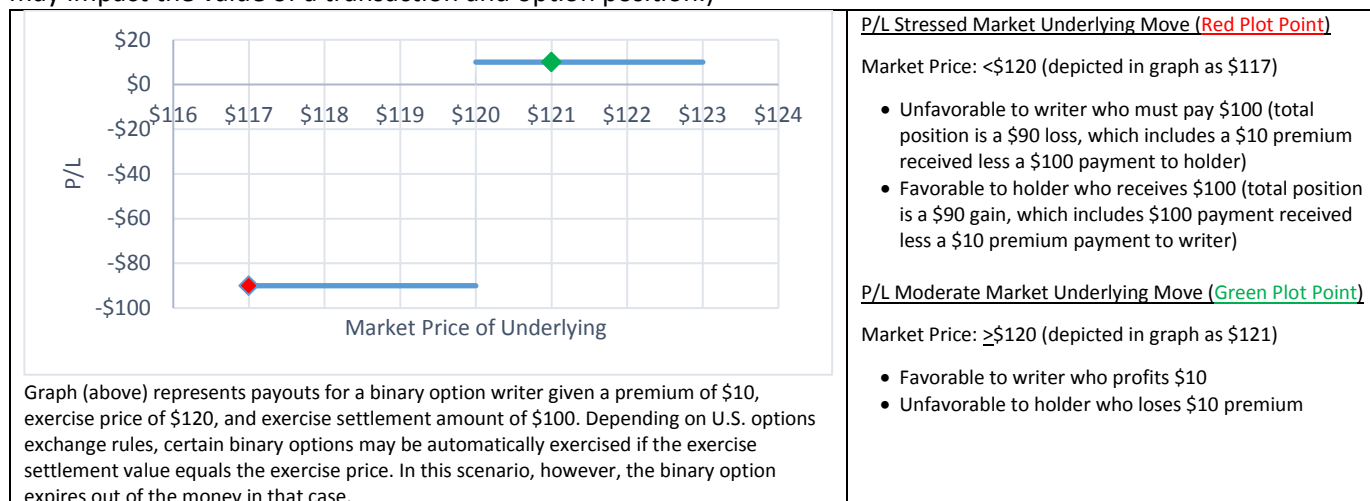 may impact the value of a transaction and option position.)
$20
$0
$116 $117 $118 $119 $120 $121 $122 $123 $124
-$20
-$40
-$60
-$80
-$100
P/L
Market Price of Underlying
Graph (above) represents payouts for a binary option writer given a premium of $10,
exercise price of $120, and exercise settlement amount of $100. Depending on U.S. options
exchange rules, certain binary options may be automatically exercised if the exercise
settlement value equals the exercise price. In this scenario, however, the binary option
expires out of the money in that case.
P/L Stressed Market Underlying Move (Red Plot Point)
Market Price: <$120 (depicted in graph as $117)
• Unfavorable to writer who must pay $100 (total
position is a $90 loss, which includes a $10 premium
received less a $100 payment to holder)
• Favorable to holder who receives $100 (total position
is a $90 gain, which includes $100 payment received
less a $10 premium payment to writer)
P/L Moderate Market Underlying Move (Green Plot Point)
Market Price: >$120 (depicted in graph as $121)
• Favorable to writer who profits $10
• Unfavorable to holder who loses $10 premium